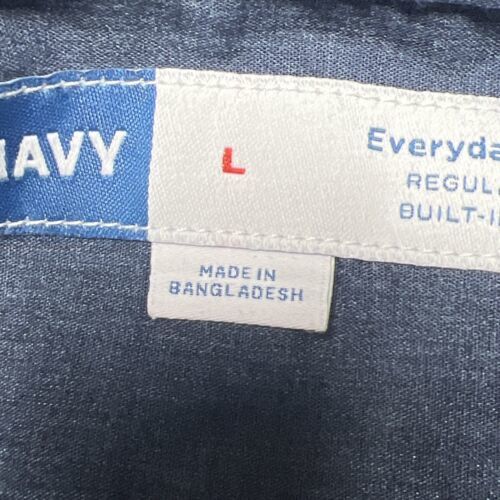 NAVY
L
Everyda
REGUL
BUILT-I
MADE IN
BANGLADESH